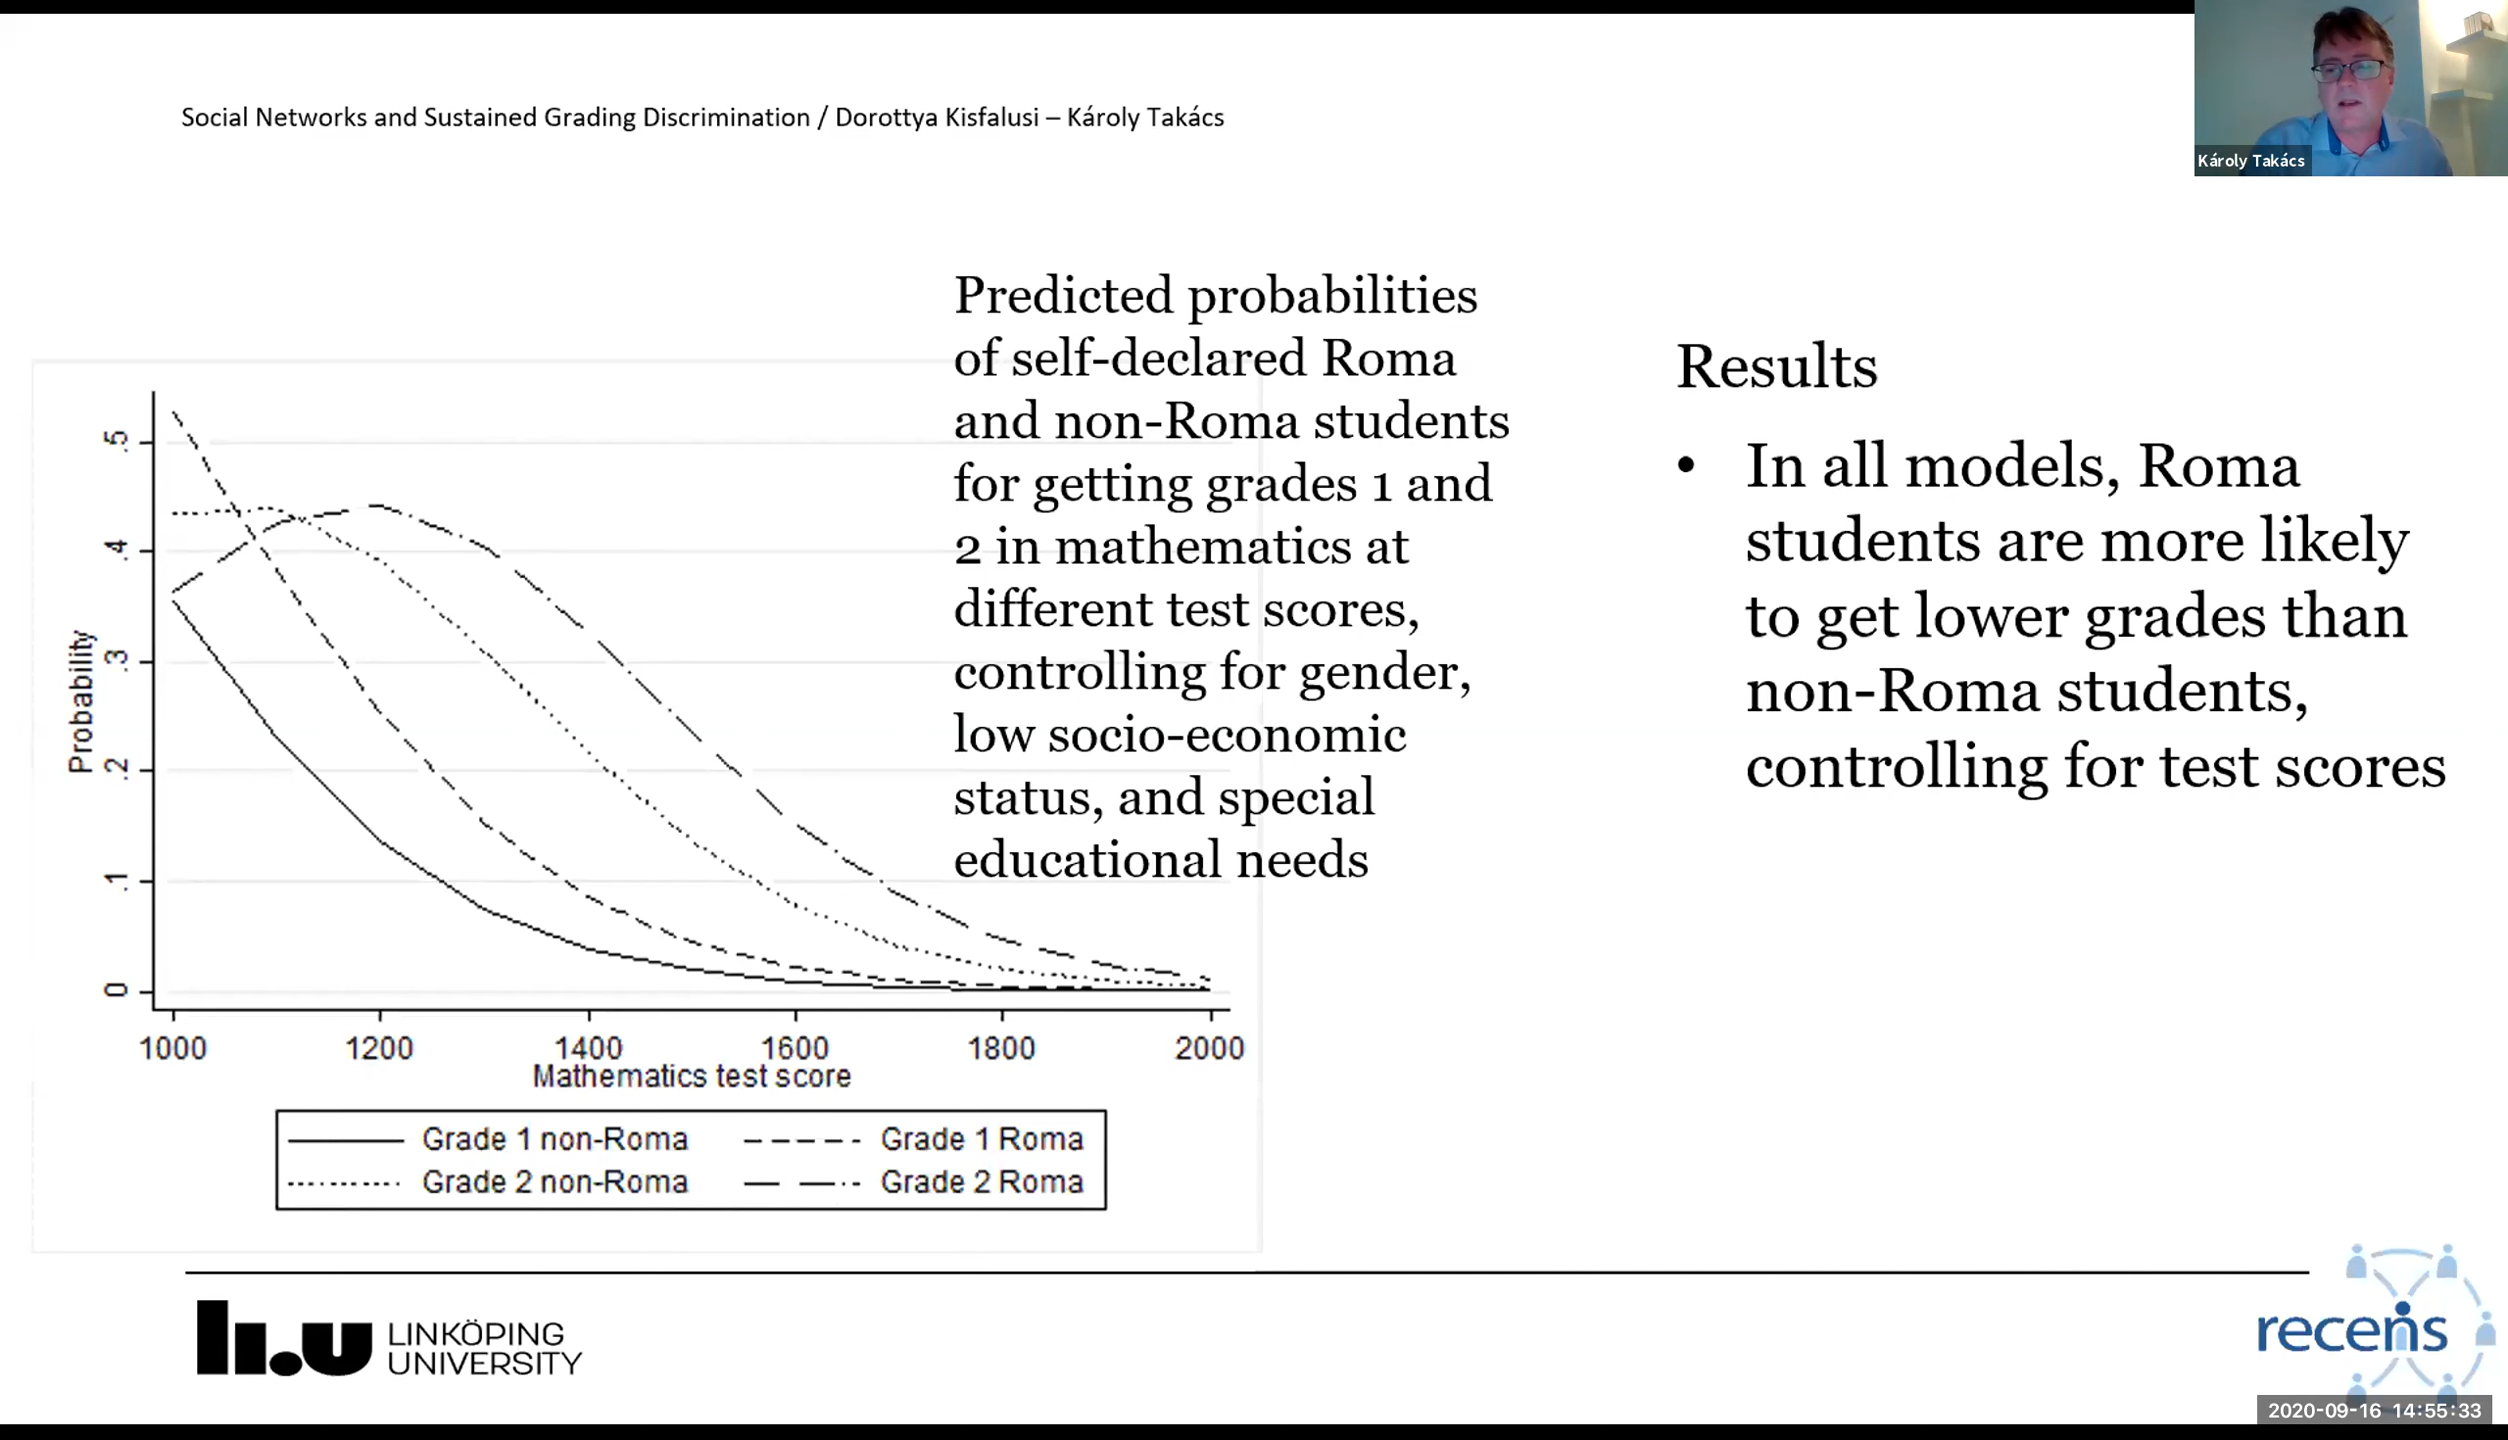 Social Networks and Sustained Grading Discrimination / Dorottya Kisfalusi – Károly Takács
Károly Takács
Predicted probabilities
of self-declared Roma
and non-Roma students
for getting grades 1 and
2 in mathematics at
different test scores,
controlling for gender,
low socio-economic
status, and special
educational needs
Results
• In all models, Roma
students are more likely
to get lower grades than
non-Roma students,
controlling for test scores
Probability
.5
.4
.3
.2
.1
0
1000 1200 1400 1600 1800 2000
Mathematics test score
Grade 1 non-Roma Grade 1 Roma
Grade 2 non-Roma Grade 2 Roma
li.u LINKÖPING
UNIVERSITY
recens
2020-09-16 14:55:33